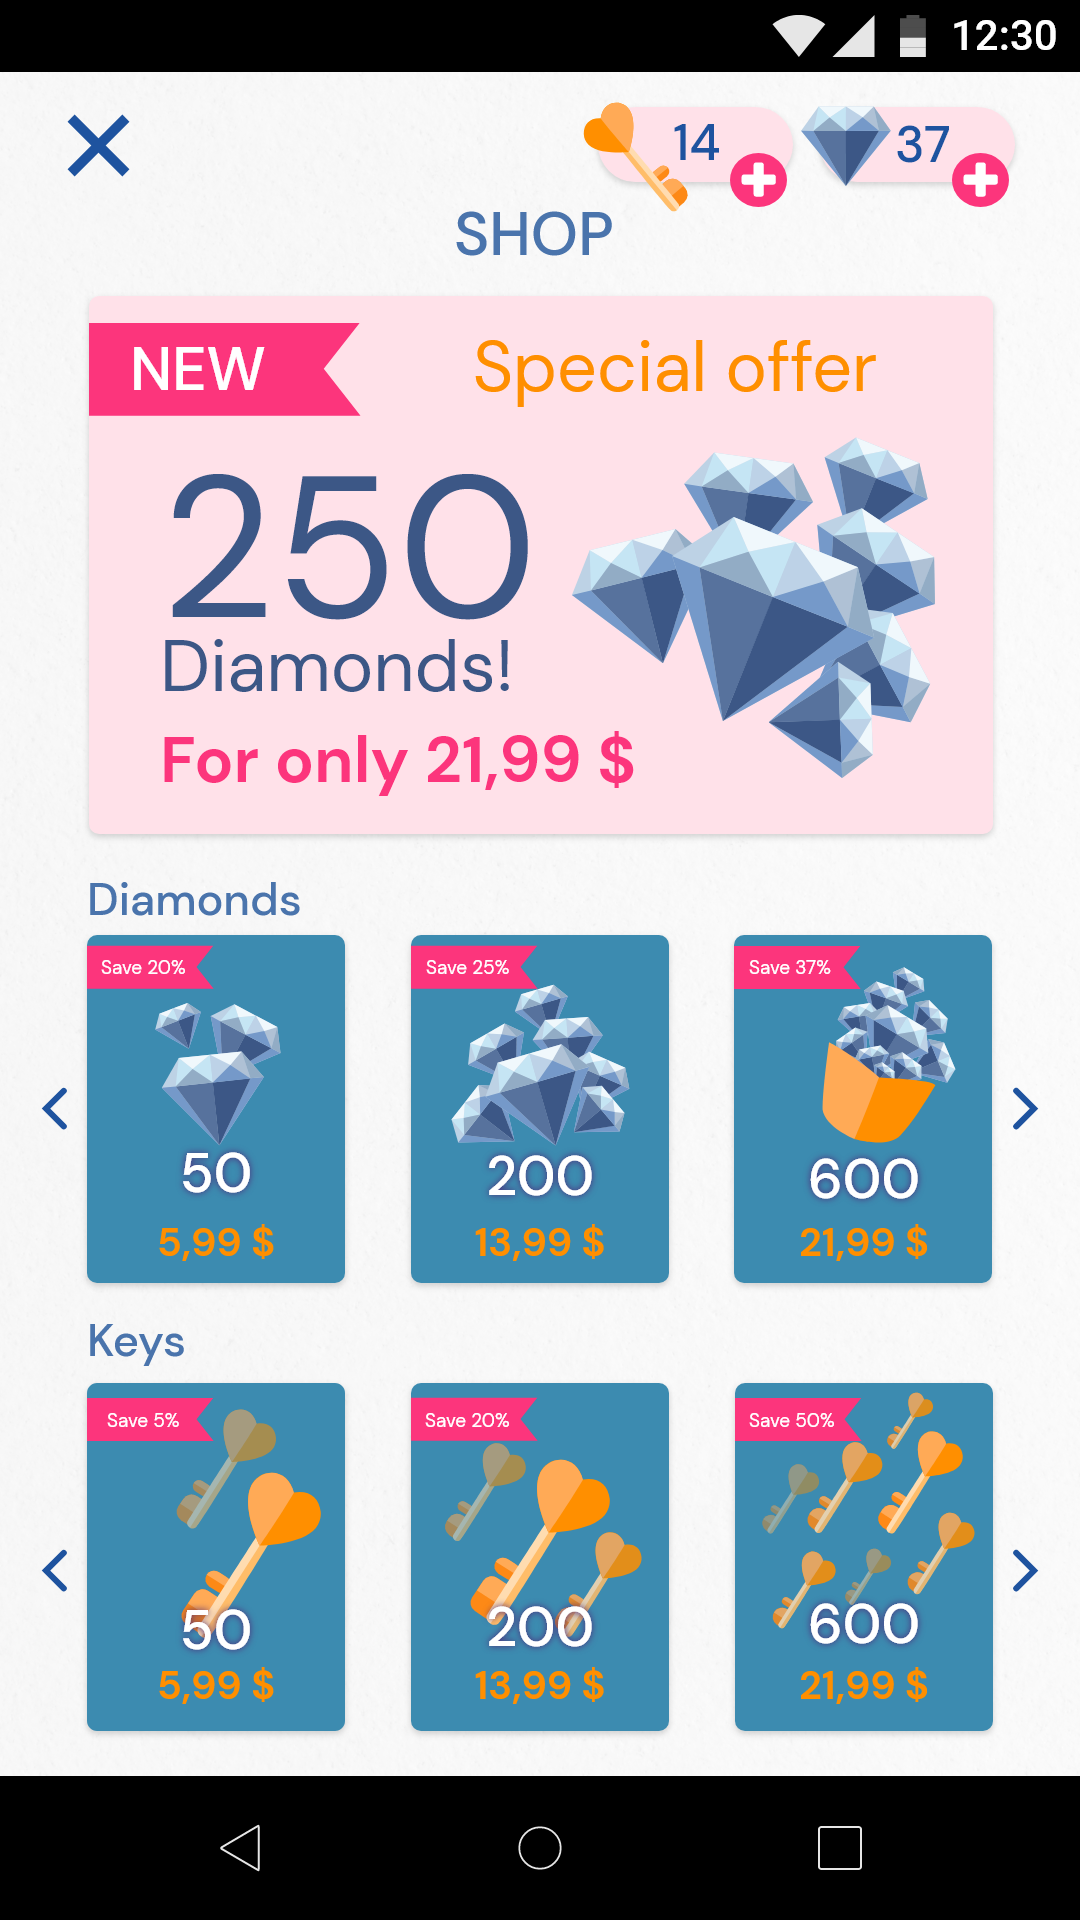 12:30
14
37
SHOP
NEW
Special offer
250
Diamonds!
For only 21,99 $
Diamonds
Save 20%
50
5,99 $
Save 25%
200
13,99 $
Save 37%
600
21,99 $
Keys
Save 5%
50
5,99 $
Save 20%
200
13,99 $
Save 50%
600
21,99 $